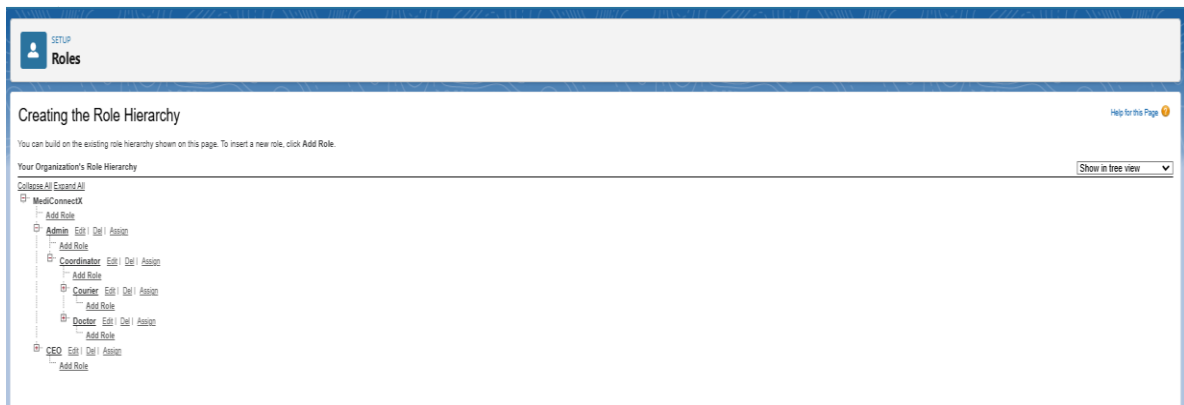 SETUP
Roles
Creating the Role Hierarchy
Help for this Page
You can build on the existing role hierarchy shown on this page. To insert a new role, click Add Role.
Your Organization's Role Hierarchy
Show in tree view
Collapse All Expand All
MediConnectX
Add Role
Admin Edit | Del | Assign
Add Role
Coordinator Edit | Del | Assign
Add Role
Courier Edit | Del | Assign
Add Role
Doctor Edit | Del | Assign
Add Role
CEO Edit | Del | Assign
Add Role